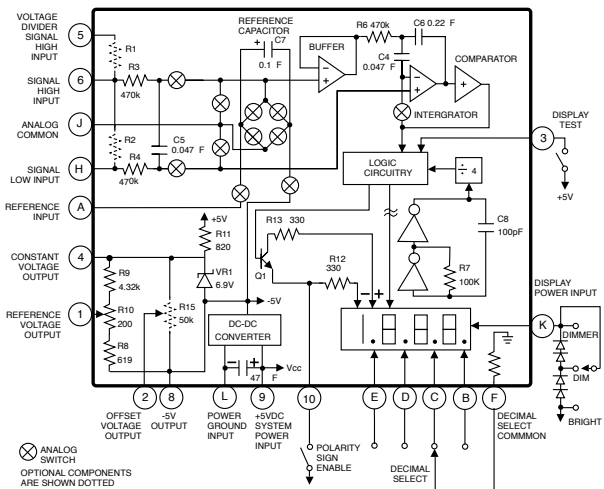 VOLTAGE
DIVIDER
SIGNAL
HIGH
INPUT
5
R1
R3
470k
SIGNAL
HIGH
INPUT
6
ANALOG
COMMON
J
R2
R4
470k
C5
0.047 F
SIGNAL
LOW INPUT
H
REFERENCE
INPUT
A
REFERENCE
CAPACITOR
+ C7
0.1 F
BUFFER
R6 470k
C6 0.22 F
C4
0.047 F
COMPARATOR
INTERGRATOR
LOGIC
CIRCUITRY
÷ 4
3
DISPLAY
TEST
+5V
C8
100pF
R7
100K
R13 330
Q1
R12
330
- +
+5V
R11
820
VR1
6.9V
-5V
CONSTANT
VOLTAGE
OUTPUT
4
R9
4.32k
REFERENCE
VOLTAGE
OUTPUT
1
R10
200
R8
619
R15
50k
DC-DC
CONVERTER
- +
47 F
Vcc
1.8.8.8
DISPLAY
POWER INPUT
K
DIMMER
DIM
BRIGHT
2
8
L
9
10
E
D
C
B
F
OFFSET
VOLTAGE
OUTPUT
-5V
OUTPUT
POWER
GROUND
INPUT
+5VDC
SYSTEM
POWER
INPUT
POLARITY
SIGN
ENABLE
DECIMAL
SELECT
DECIMAL
SELECT
COMMMON
ANALOG
SWITCH
OPTIONAL COMPONENTS
ARE SHOWN DOTTED